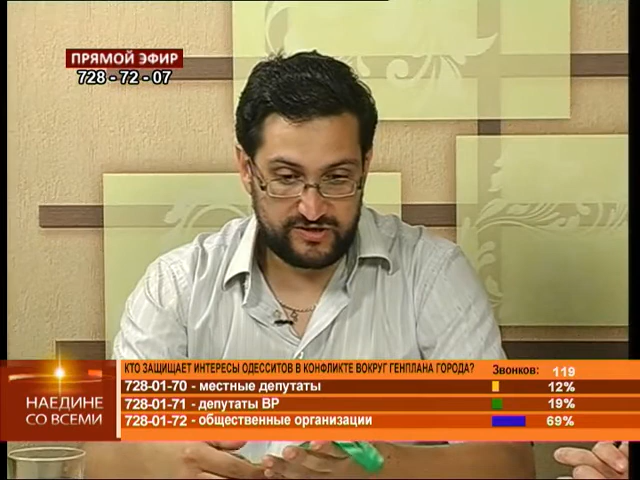 ПРЯМОЙ ЭФИР
728-72-07
КТО ЗАЩИЩАЕТ ИНТЕРЕСЫ ОДЕССИТОВ В КОНФЛИКТЕ ВОКРУГ ГЕНПЛАНА ГОРОДА? Звонков: 119
728-01-70 - местные депутаты 12%
728-01-71 - депутаты ВР 19%
728-01-72 - общественные организации 69%
НАЕДИНЕ
СО ВСЕМИ